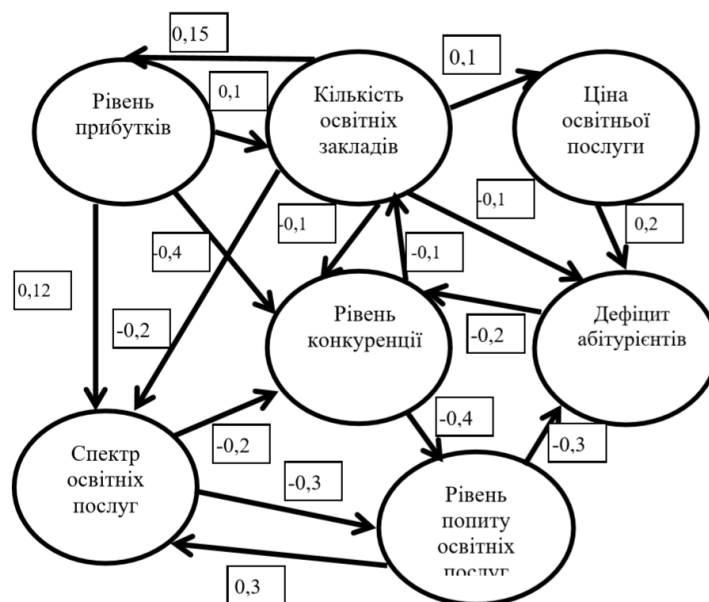 0,15
0,1
0,1
Рівень
прибутків
Кількість
освітніх
закладів
Ціна
освітньої
послуги
-0,1
-0,1
0,2
-0,4
-0,1
0,12
-0,2
-0,2
Рівень
конкуренції
Дефіцит
абітурієнтів
-0,4
-0,2
-0,3
-0,3
Спектр
освітніх
послуг
Рівень
попиту
освітніх
послуг
0,3